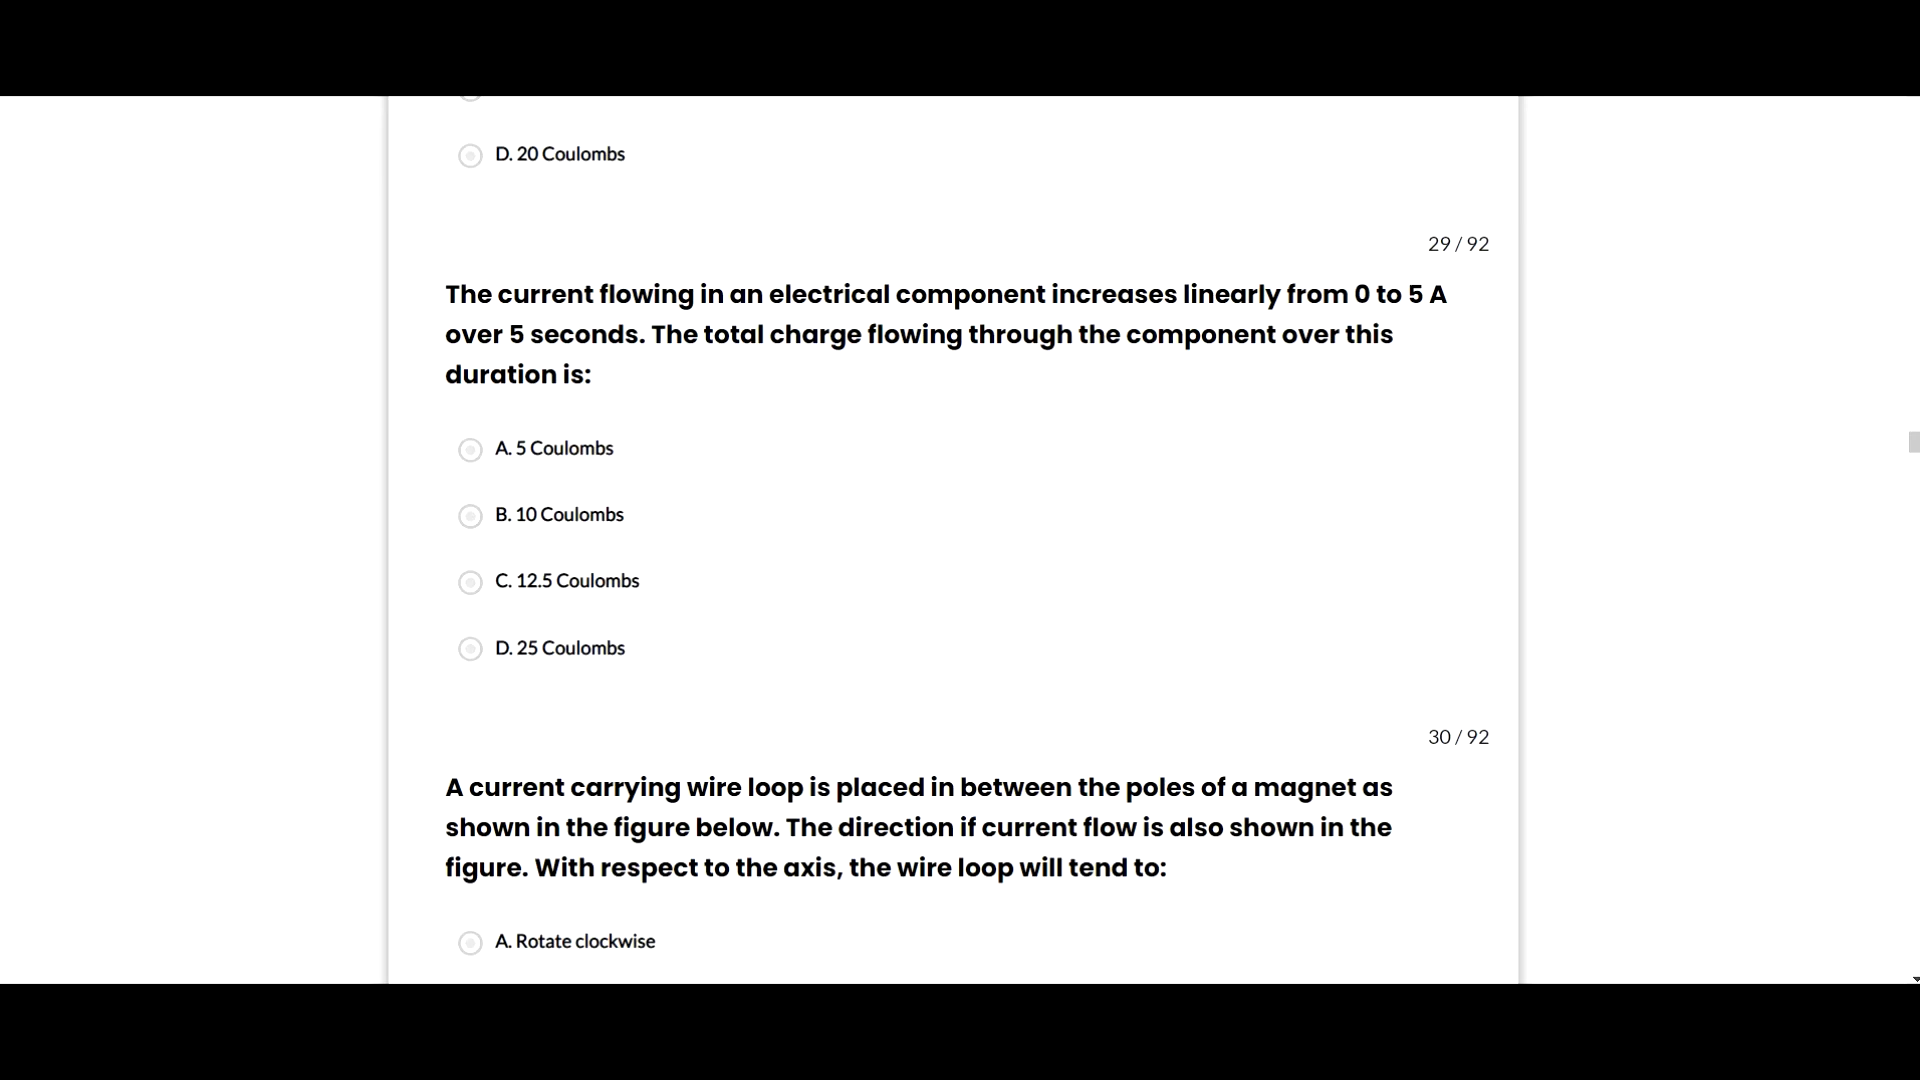 D. 20 Coulombs
29 / 92
The current flowing in an electrical component increases linearly from 0 to 5 A
over 5 seconds. The total charge flowing through the component over this
duration is:
A. 5 Coulombs
B. 10 Coulombs
C. 12.5 Coulombs
D. 25 Coulombs
30 / 92
A current carrying wire loop is placed in between the poles of a magnet as
shown in the figure below. The direction if current flow is also shown in the
figure. With respect to the axis, the wire loop will tend to:
A. Rotate clockwise